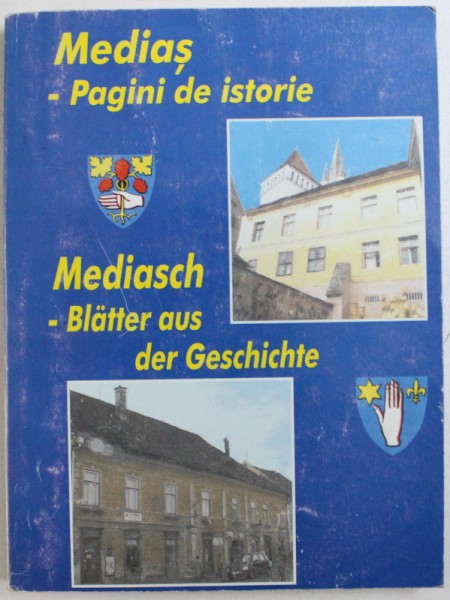 Mediaș
- Pagini de istorie
Mediasch
- Blätter aus
der Geschichte